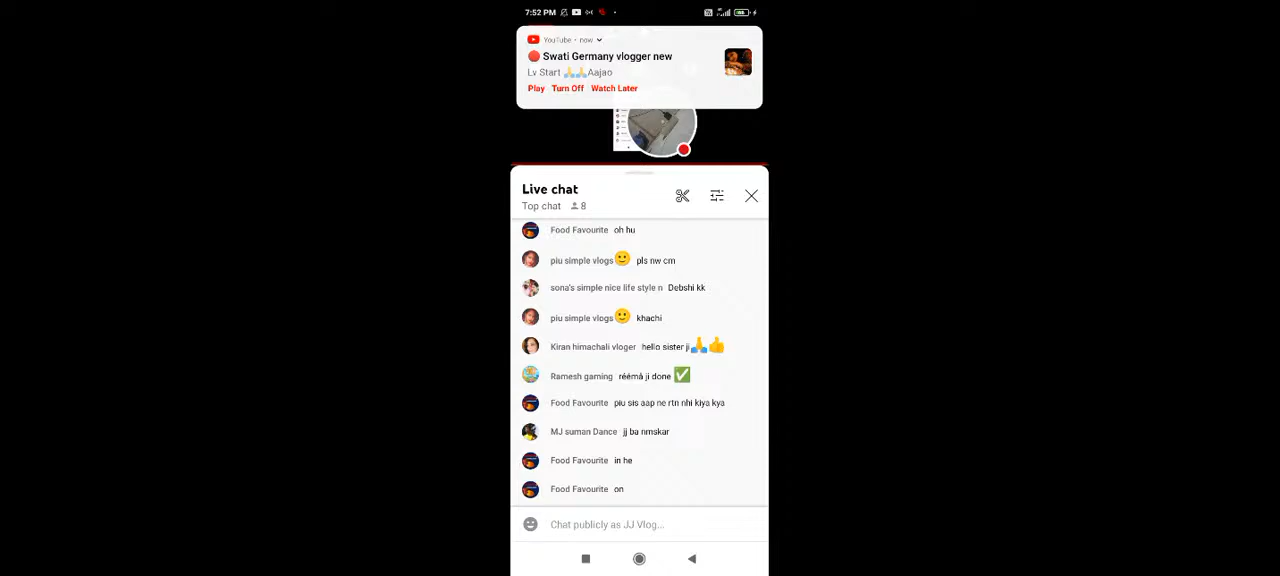 7:52 PM
YouTube • now
🔴 Swati Germany vlogger new
Lv Start 🙏🙏Aajao
Play Turn Off Watch Later
Live chat
Top chat 8
Food Favourite oh hu
piu simple vlogs🙂 pls nw cm
sona's simple nice life style n Debshi kk
piu simple vlogs🙂 khachi
Kiran himachali vloger hello sister ji🙏👍
Ramesh gaming réémå ji done ✅
Food Favourite piu sis aap ne rtn nhi kiya kya
MJ suman Dance jj ba nmskar
Food Favourite in he
Food Favourite on
Chat publicly as JJ Vlog...